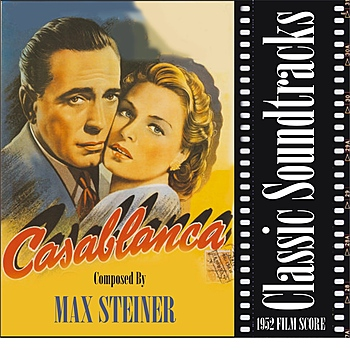 Casablanca
Composed By
MAX STEINER
Classic Soundtracks
1952 FILM SCORE